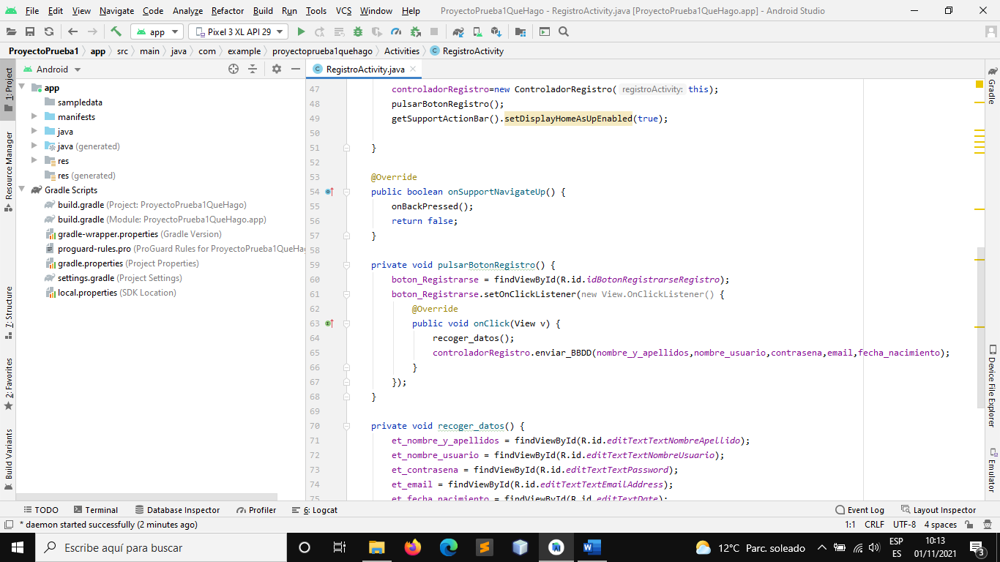 File Edit View Navigate Code Analyze Refactor Build Run Tools VCS Window Help ProyectoPrueba1QueHago - RegistroActivity.java [ProyectoPrueba1QueHago.app] - Android Studio
app Pixel 3 XL API 29
ProyectoPrueba1 app src main java com example proyectoprueba1quehago Activities RegistroActivity
1: Project
Resource Manager
7: Structure
2: Favorites
Build Variants
Android
app
sampledata
manifests
java
java (generated)
res
res (generated)
Gradle Scripts
build.gradle (Project: ProyectoPrueba1QueHago)
build.gradle (Module: ProyectoPrueba1QueHago.app)
gradle-wrapper.properties (Gradle Version)
proguard-rules.pro (ProGuard Rules for ProyectoPrueba1QueHa
gradle.properties (Project Properties)
settings.gradle (Project Settings)
local.properties (SDK Location)
RegistroActivity.java
47 controladorRegistro=new ControladorRegistro( registroActivity: this);
48 pulsarBotonRegistro();
49 getSupportActionBar().setDisplayHomeAsUpEnabled(true);
50
51 }
52
53 @Override
54 public boolean onSupportNavigateUp() {
55 onBackPressed();
56 return false;
57 }
58
59 private void pulsarBotonRegistro() {
60 boton_Registrarse = findViewById(R.id.idBotonRegistrarseRegistro);
61 boton_Registrarse.setOnClickListener(new View.OnClickListener() {
62 @Override
63 public void onClick(View v) {
64 recoger_datos();
65 controladorRegistro.enviar_BBDD(nombre_y_apellidos,nombre_usuario,contrasena,email,fecha_nacimiento);
66 }
67 });
68 }
69
70 private void recoger_datos() {
71 et_nombre_y_apellidos = findViewById(R.id.editTextTextNombreApellido);
72 et_nombre_usuario = findViewById(R.id.editTextTextNombreUsuario);
73 et_contrasena = findViewById(R.id.editTextTextPassword);
74 et_email = findViewById(R.id.editTextTextEmailAddress);
75 et_fecha_nacimiento = findViewById(R.id.editTextDate);
Gradle
Device File Explorer
Emulator
TODO Terminal Database Inspector Profiler 6: Logcat Event Log Layout Inspector
* daemon started successfully (2 minutes ago) 1:1 CRLF UTF-8 4 spaces
Escribe aquí para buscar 12°C Parc. soleado ESP ES 10:13 01/11/2021 3